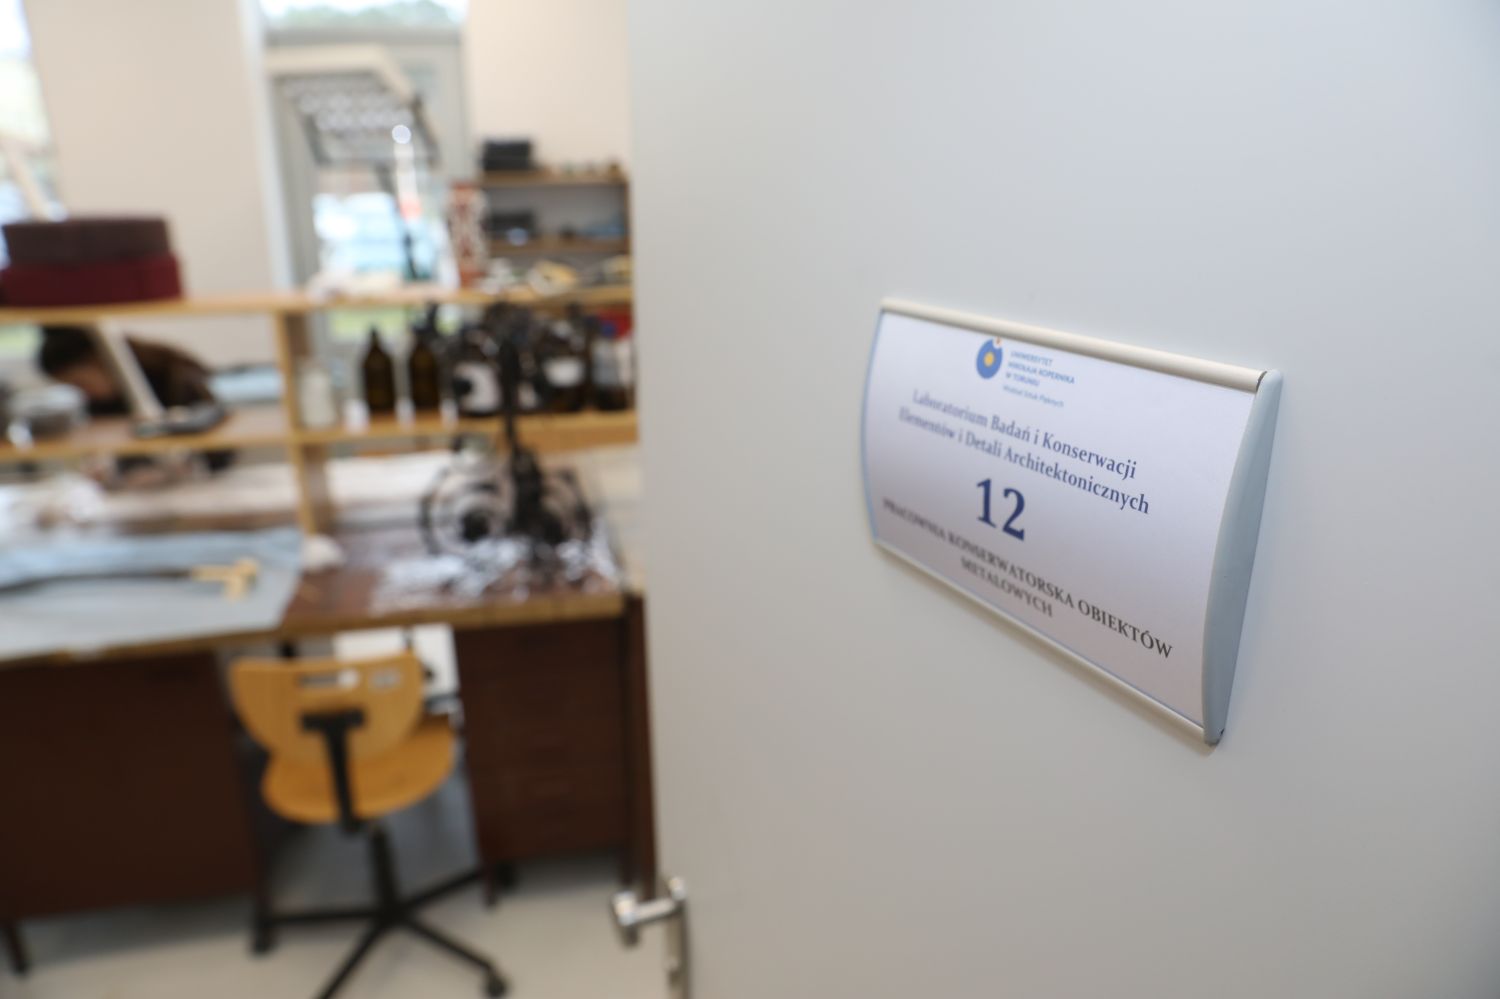 UNIWERSYTET
MIKOŁAJA KOPERNIKA
W TORUNIU
Wydział Sztuk Pięknych
Laboratorium Badań i Konserwacji
Elementów i Detali Architektonicznych
12
PRACOWNIA KONSERWATORSKA OBIEKTÓW
METALOWYCH